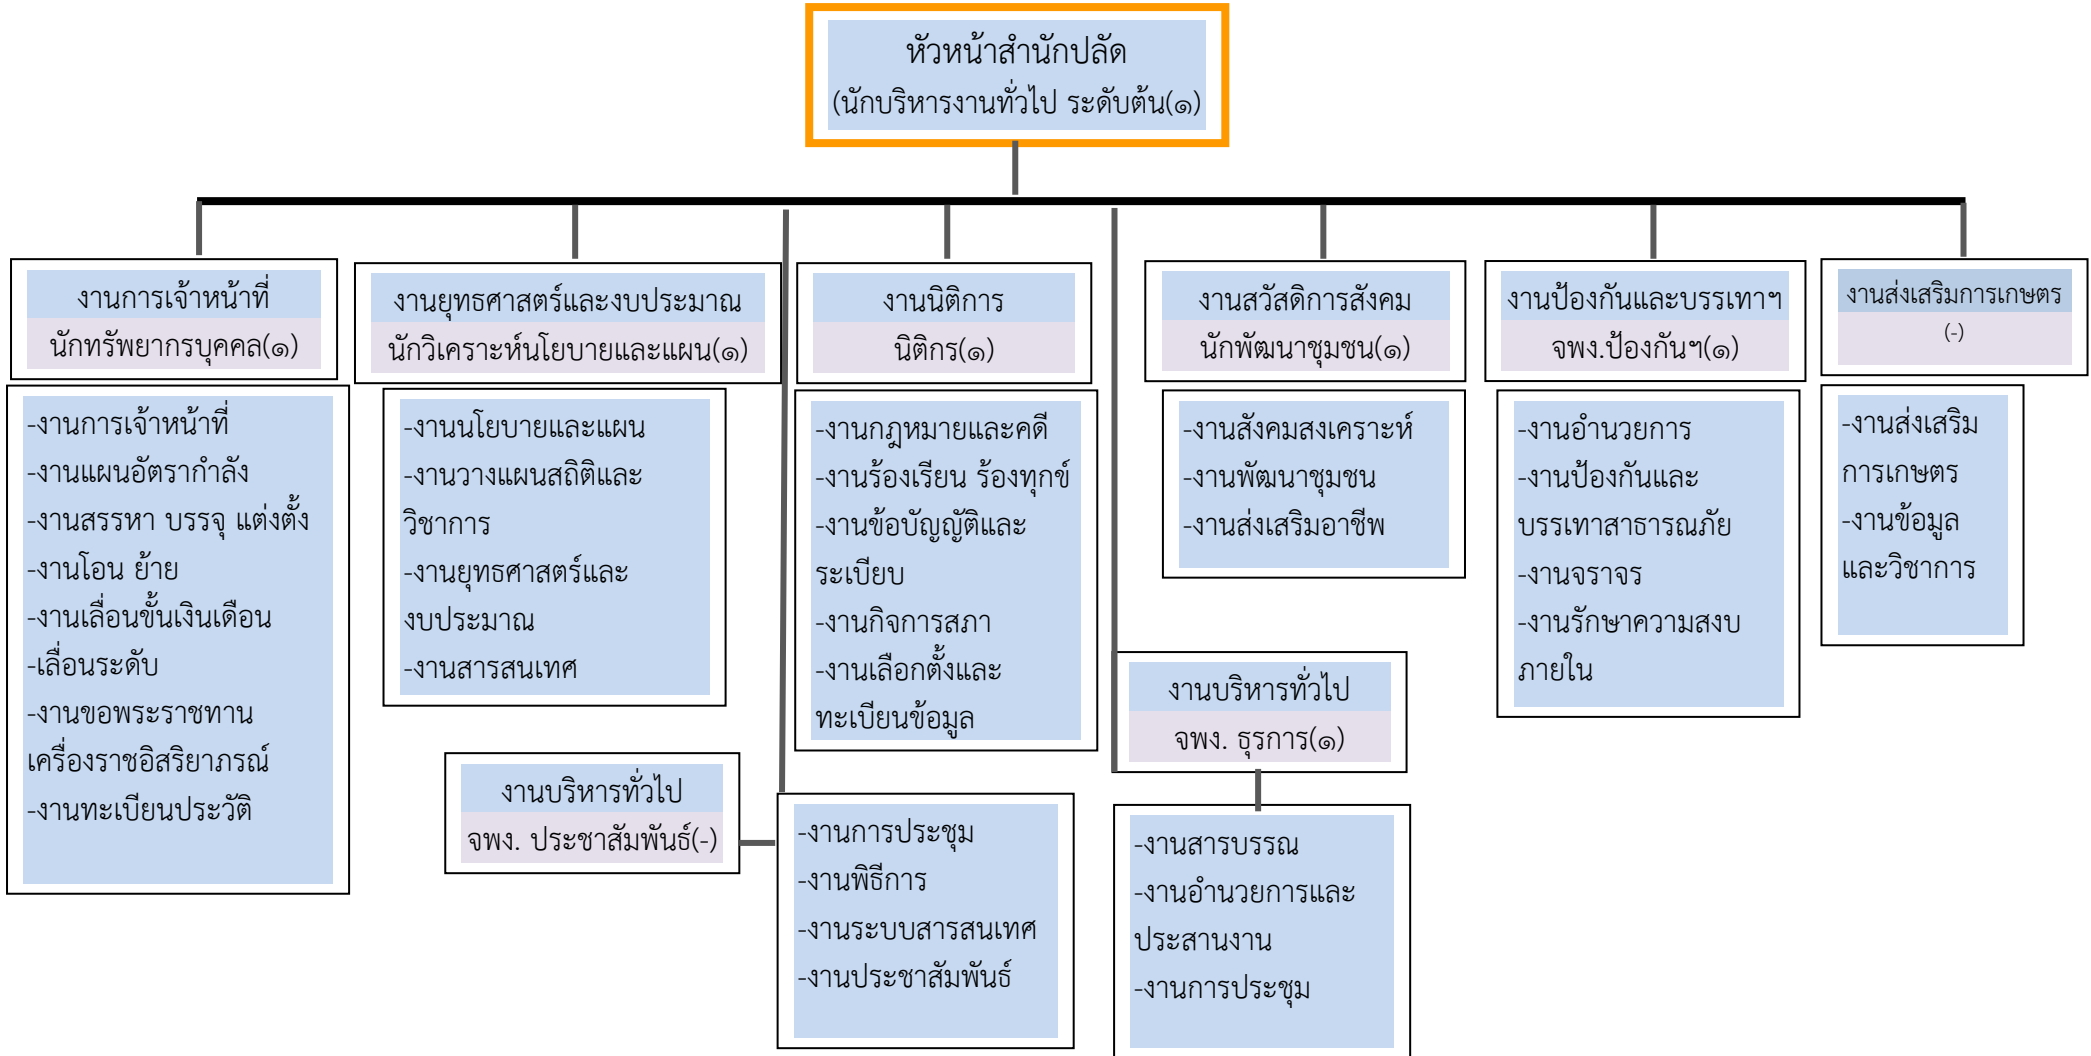 หัวหน้าสำนักปลัด
(นักบริหารงานทั่วไป ระดับต้น(๑)
งานการเจ้าหน้าที่
นักทรัพยากรบุคคล(๑)
-งานการเจ้าหน้าที่
-งานแผนอัตรากำลัง
-งานสรรหา บรรจุ แต่งตั้ง
-งานโอน ย้าย
-งานเลื่อนขั้นเงินเดือน
-เลื่อนระดับ
-งานขอพระราชทาน
เครื่องราชอิสริยาภรณ์
-งานทะเบียนประวัติ
งานยุทธศาสตร์และงบประมาณ
นักวิเคราะห์นโยบายและแผน(๑)
-งานนโยบายและแผน
-งานวางแผนสถิติและ
วิชาการ
-งานยุทธศาสตร์และ
งบประมาณ
-งานสารสนเทศ
งานนิติการ
นิติกร(๑)
-งานกฎหมายและคดี
-งานร้องเรียน ร้องทุกข์
-งานข้อบัญญัติและ
ระเบียบ
-งานกิจการสภา
-งานเลือกตั้งและ
ทะเบียนข้อมูล
งานสวัสดิการสังคม
นักพัฒนาชุมชน(๑)
-งานสังคมสงเคราะห์
-งานพัฒนาชุมชน
-งานส่งเสริมอาชีพ
งานป้องกันและบรรเทาฯ
จพง.ป้องกันฯ(๑)
-งานอำนวยการ
-งานป้องกันและ
บรรเทาสาธารณภัย
-งานจราจร
-งานรักษาความสงบ
ภายใน
งานส่งเสริมการเกษตร
(-)
-งานส่งเสริม
การเกษตร
-งานข้อมูล
และวิชาการ
งานบริหารทั่วไป
จพง. ประชาสัมพันธ์(-)
-งานการประชุม
-งานพิธีการ
-งานระบบสารสนเทศ
-งานประชาสัมพันธ์
งานบริหารทั่วไป
จพง. ธุรการ(๑)
-งานสารบรรณ
-งานอำนวยการและ
ประสานงาน
-งานการประชุม